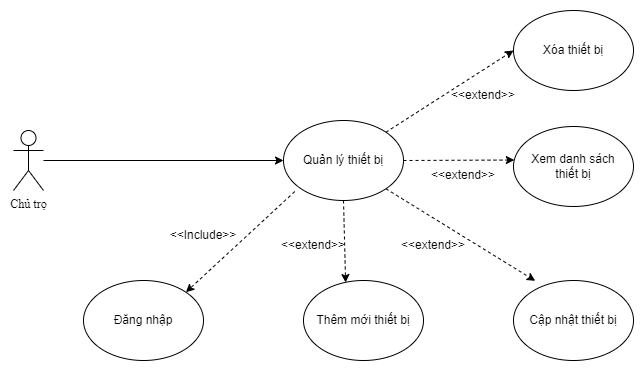 Xóa thiết bị
<<extend>>
Quản lý thiết bị
Xem danh sách
thiết bị
<<extend>>
Chủ trọ
<<Include>>
<<extend>>
<<extend>>
Đăng nhập
Thêm mới thiết bị
Cập nhật thiết bị